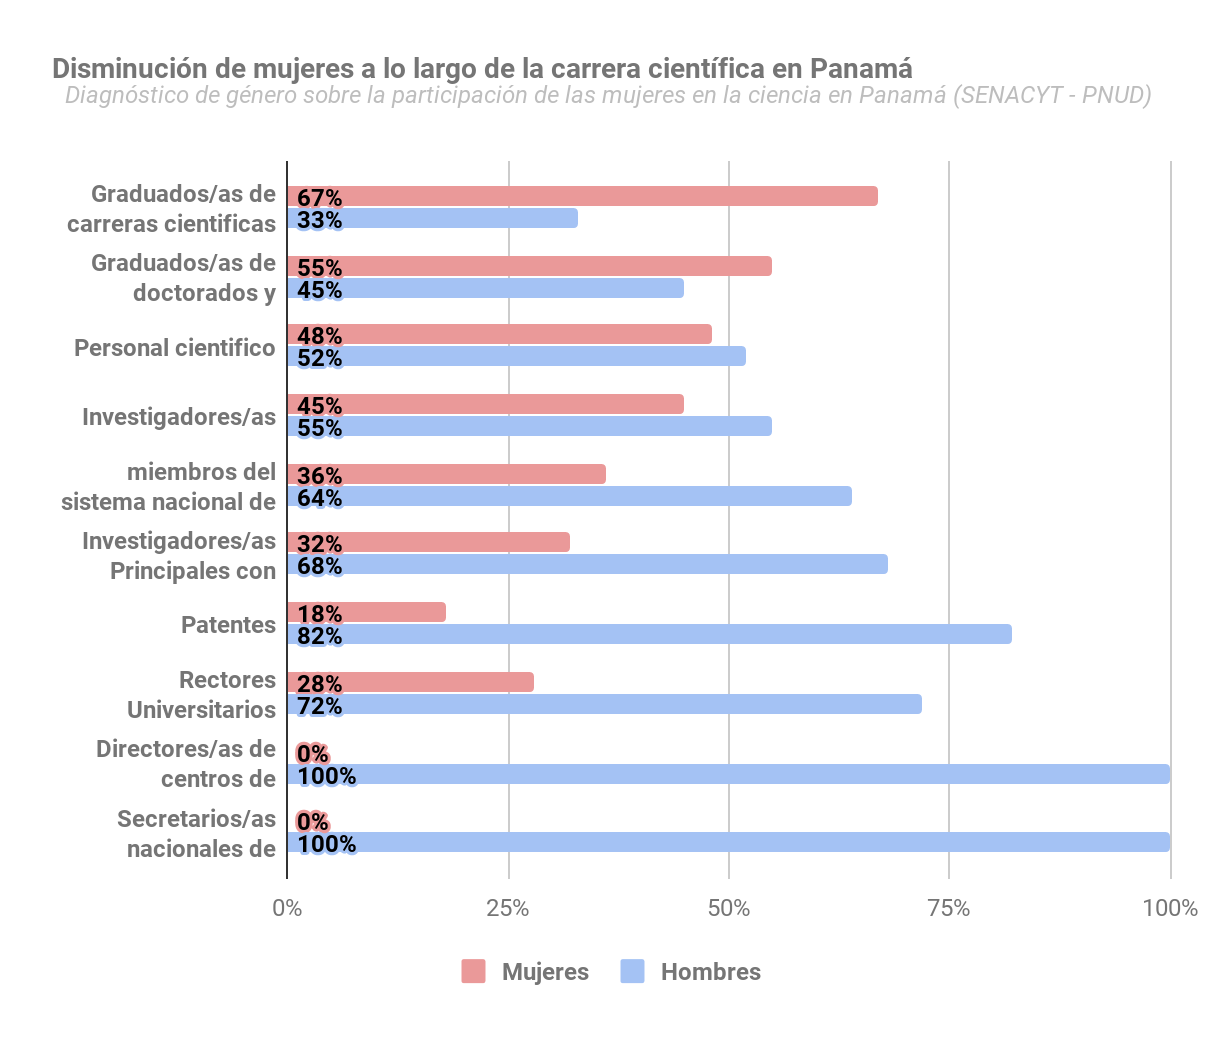 Disminución de mujeres a lo largo de la carrera científica en Panamá
Diagnóstico de género sobre la participación de las mujeres en la ciencia en Panamá (SENACYT - PNUD)
Graduados/as de
carreras cientificas
67%
33%
Graduados/as de
doctorados y
55%
45%
Personal cientifico
48%
52%
Investigadores/as
45%
55%
miembros del
sistema nacional de
36%
64%
Investigadores/as
Principales con
32%
68%
Patentes
18%
82%
Rectores
Universitarios
28%
72%
Directores/as de
centros de
0%
100%
Secretarios/as
nacionales de
0%
100%
0% 25% 50% 75% 100%
Mujeres Hombres